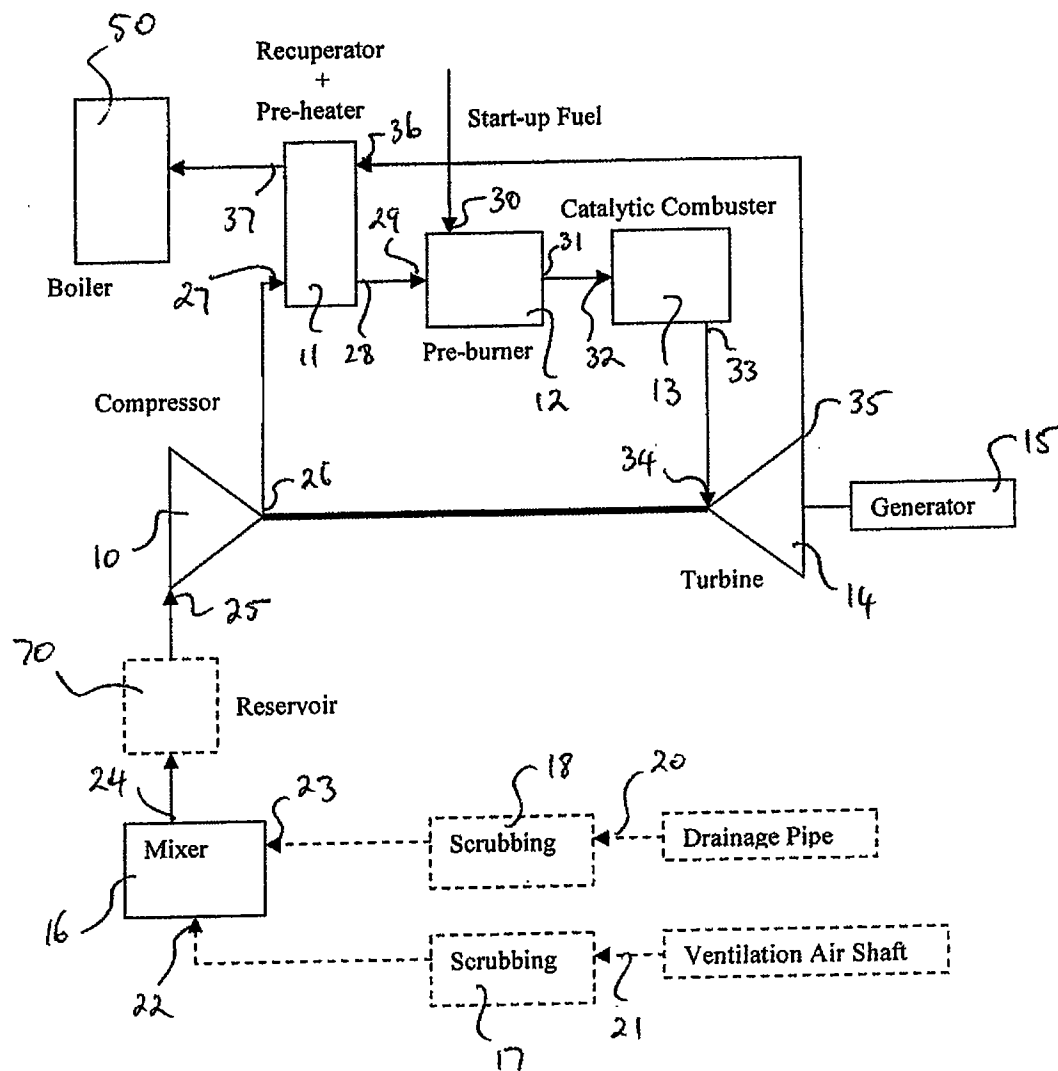 50
Recuperator
+
Pre-heater
36
Start-up Fuel
37
29
30
Catalytic Combuster
31
Boiler
27
11
28
Pre-burner
12
32
13
33
Compressor
35
26
34
15
Generator
10
Turbine
14
25
70
Reservoir
24
23
18
20
Mixer
Scrubbing
Drainage Pipe
16
22
Scrubbing
Ventilation Air Shaft
21
17